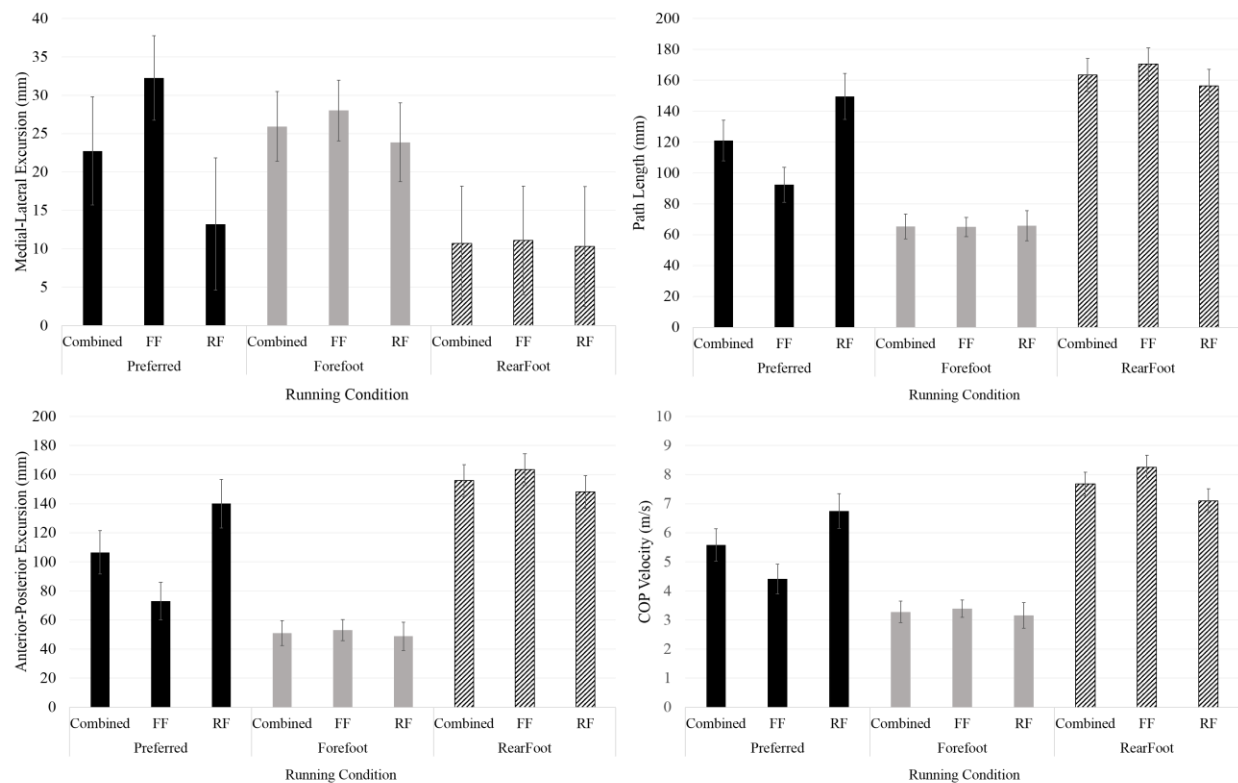 Medial-Lateral Excursion (mm)
40
35
30
25
20
15
10
5
0
Combined FF RF Combined FF RF Combined FF RF
Preferred Forefoot RearFoot
Running Condition
Path Length (mm)
200
180
160
140
120
100
80
60
40
20
0
Combined FF RF Combined FF RF Combined FF RF
Preferred Forefoot RearFoot
Running Condition
Anterior-Posterior Excursion (mm)
200
180
160
140
120
100
80
60
40
20
0
Combined FF RF Combined FF RF Combined FF RF
Preferred Forefoot RearFoot
Running Condition
COP Velocity (m/s)
10
9
8
7
6
5
4
3
2
1
0
Combined FF RF Combined FF RF Combined FF RF
Preferred Forefoot RearFoot
Running Condition